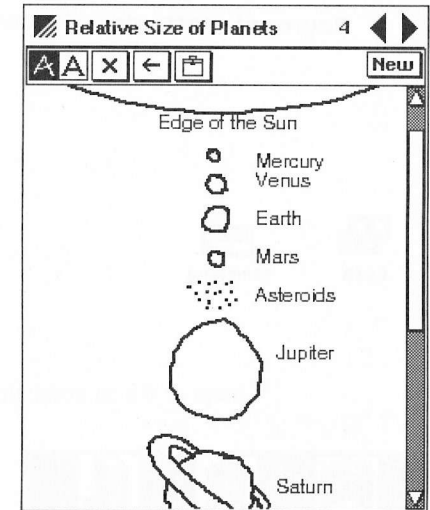 Relative Size of Planets 4
A A New
Edge of the Sun
Mercury
Venus
Earth
Mars
Asteroids
Jupiter
Saturn